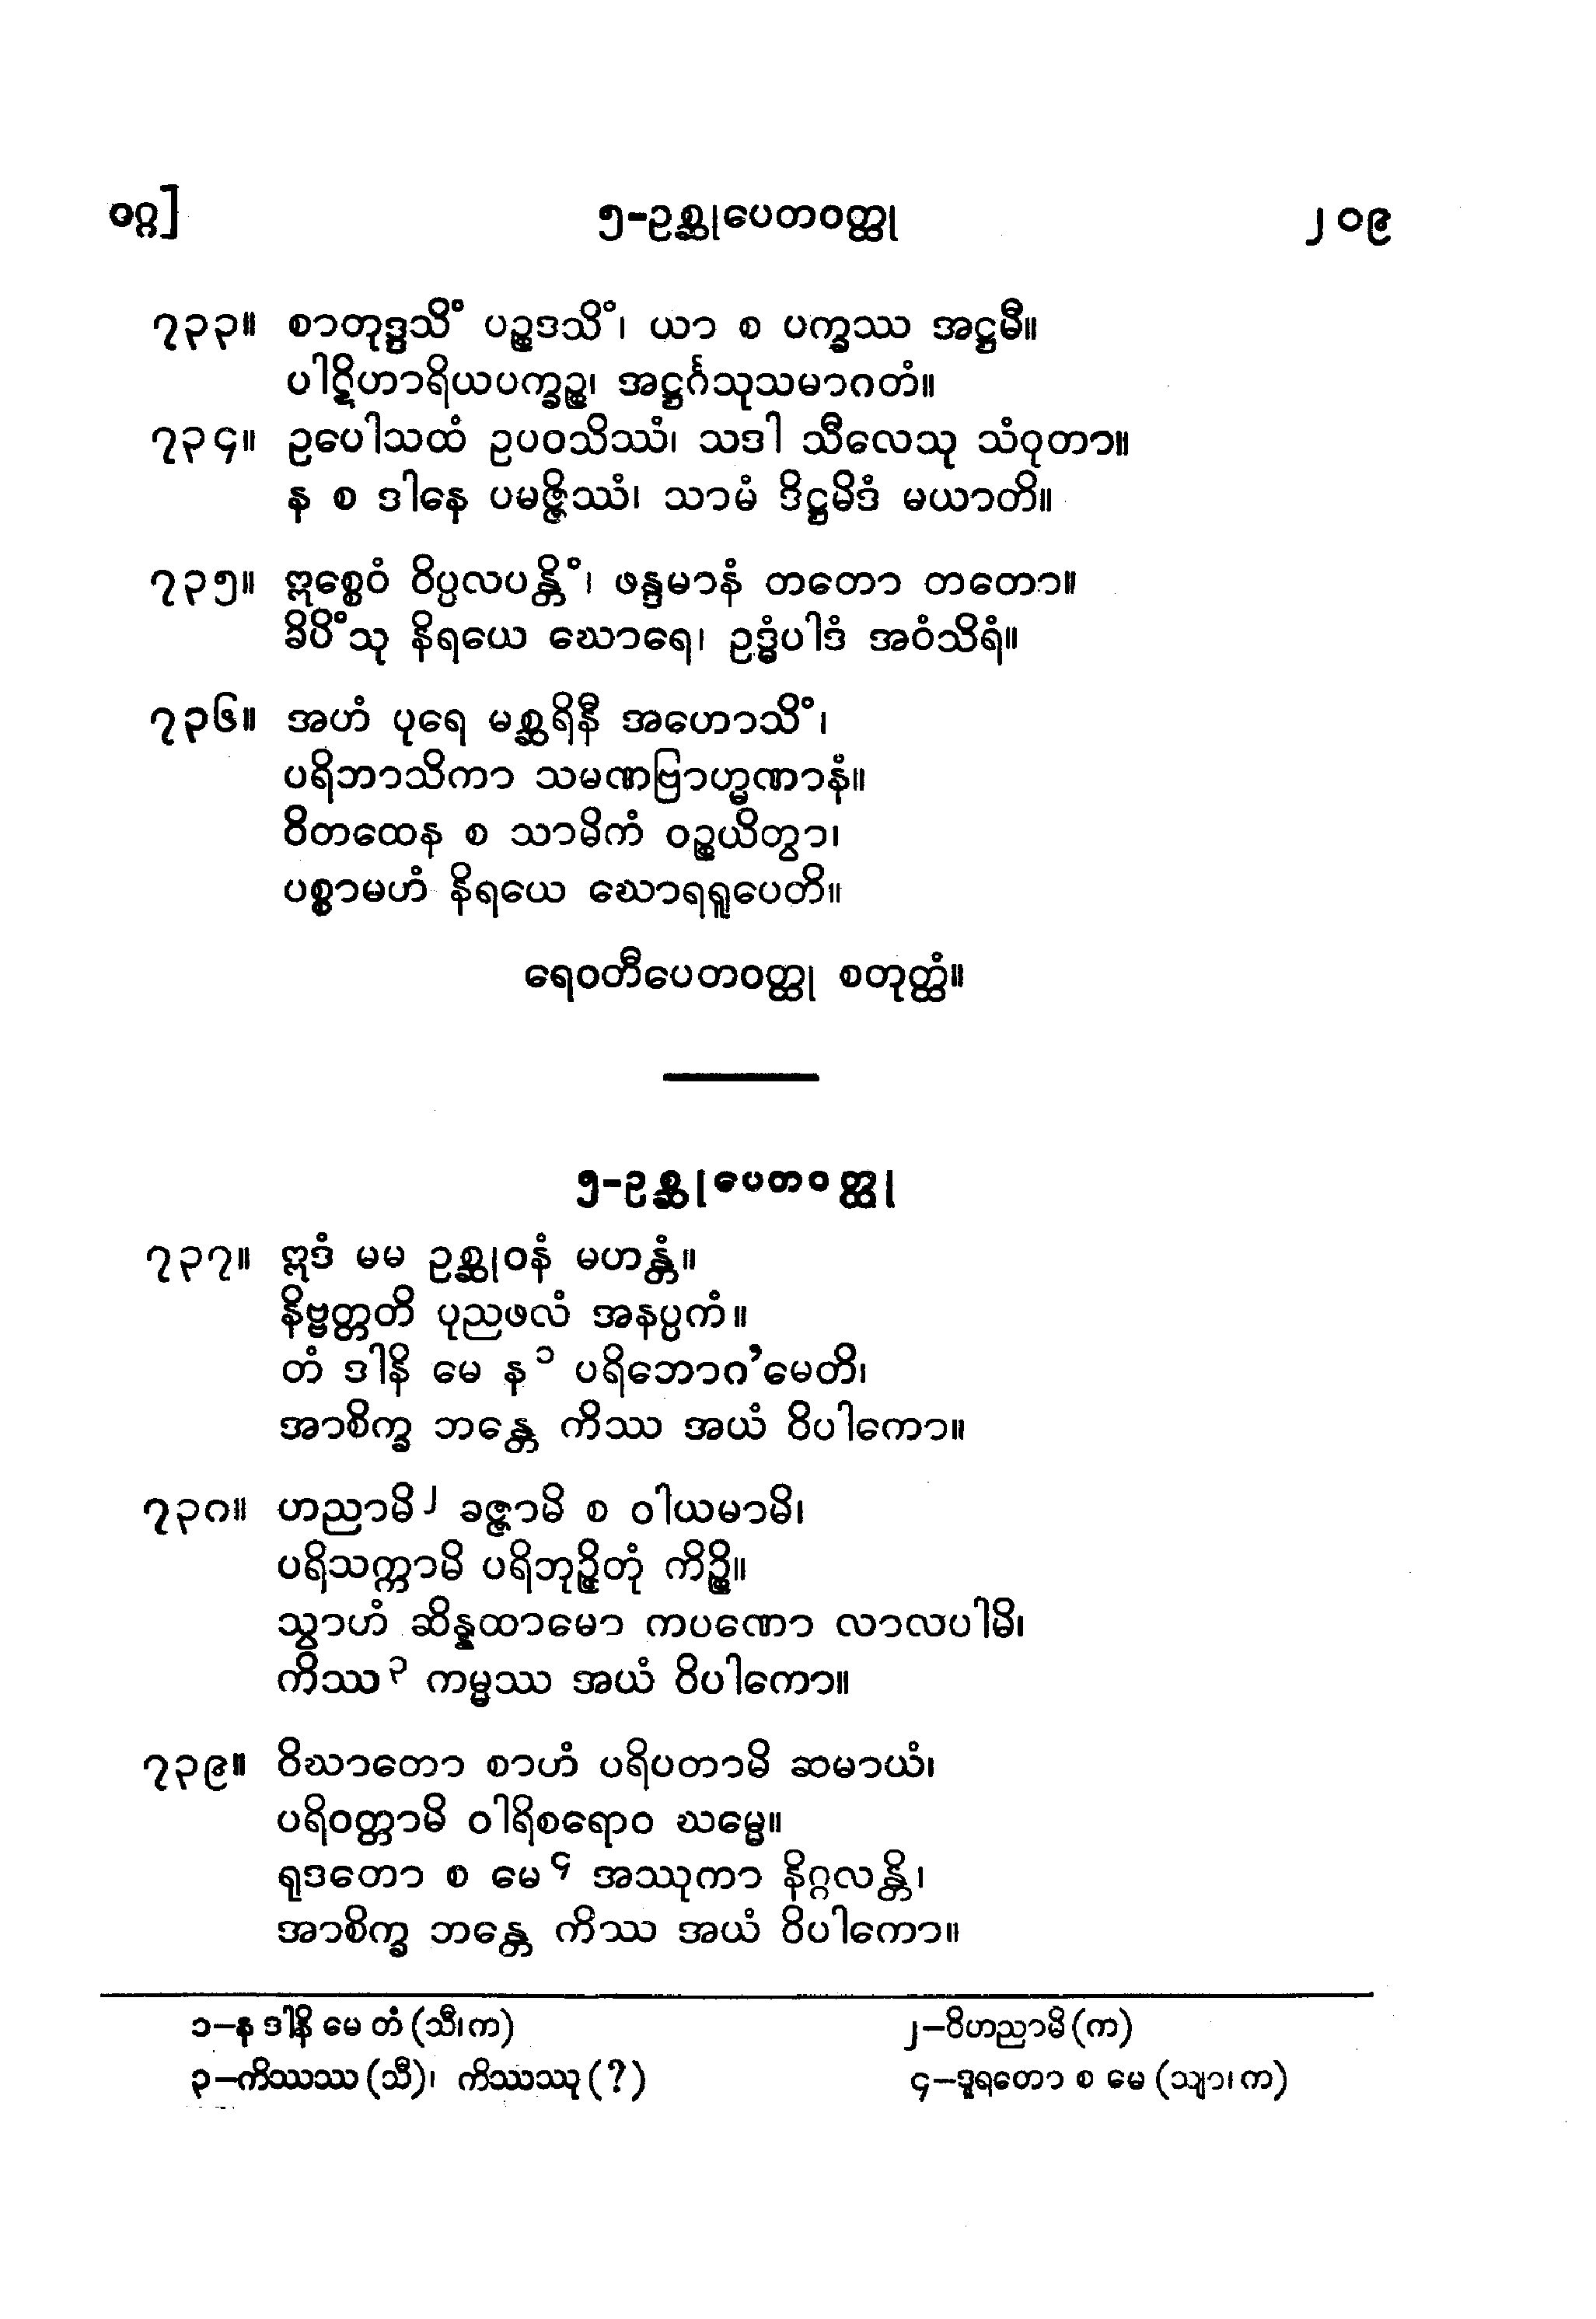 ဝဂ္ဂ] ၅-ဥစ္ဆုပေတဝတ္ထု ၂၀၉
၇၃၃။ စာတုဒ္ဒသိံ ပဉ္စဒသိံ၊ ယာ စ ပက္ခဿ အဋ္ဌမီ။
ပါဋိဟာရိယပက္ခဉ္စ၊ အဋ္ဌင်္ဂသုသမာဂတံ။
၇၃၄။ ဥပေါသထံ ဥပဝသိဿံ၊ သဒါ သီလေသု သံဝုတာ။
န စ ဒါနေ ပမဇ္ဇိဿံ၊ သာမံ ဒိဋ္ဌမိဒံ မယာတိ။
၇၃၅။ ဣစ္စေဝံ ဝိပ္ပလပန္တိံ၊ ဖန္ဒမာနံ တတော တတော။
ခိပိံသု နိရယေ ဃောရေ၊ ဥဒ္ဓံပါဒံ အဝံသိရံ။
၇၃၆။ အဟံ ပုရေ မစ္ဆရိနီ အဟောသိံ၊
ပရိဘာသိကာ သမဏဗြာဟ္မဏာနံ။
ဝိတထေန စ သာမိကံ ဝဉ္စယိတွာ၊
ပစ္စာမဟံ နိရယေ ဃောရရူပေတိ။
ရေဝတီပေတဝတ္ထု စတုတ္ထံ။
၅-ဥစ္ဆုပေတဝတ္ထု
၇၃၇။ ဣဒံ မမ ဥစ္ဆုဝနံ မဟန္တံ။
နိဗ္ဗတ္တတိ ပုညဖလံ အနပ္ပကံ။
တံ ဒါနိ မေ န ၁ ပရိဘောဂ’မေတိ၊
အာစိက္ခ ဘန္တေ ကိဿ အယံ ဝိပါကော။
၇၃၈။ ဟညာမိ ၂ ခဇ္ဇာမိ စ ဝါယမာမိ၊
ပရိသက္ကာမိ ပရိဘုဉ္ဇိတုံ ကိဉ္စိ။
သွာဟံ ဆိန္နထာမော ကပဏော လာလပါမိ၊
ကိဿ ၃ ကမ္မဿ အယံ ဝိပါကော။
၇၃၉။ ဝိဃာတော စာဟံ ပရိပတာမိ ဆမာယံ၊
ပရိဝတ္တာမိ ဝါရိစရောဝ ဃမ္မေ။
ရုဒတော စ မေ ၄ အဿုကာ နိဂ္ဂလန္တိ၊
အာစိက္ခ ဘန္တေ ကိဿ အယံ ဝိပါကော။
၁–န ဒါနိ မေ တံ (သီ၊က) ၂–ဝိဟညာမိ (က)
၃–ကိဿဿ (သီ)၊ ကိဿဿု (?) ၄–ဒူရတော စ မေ (သျာ၊က)